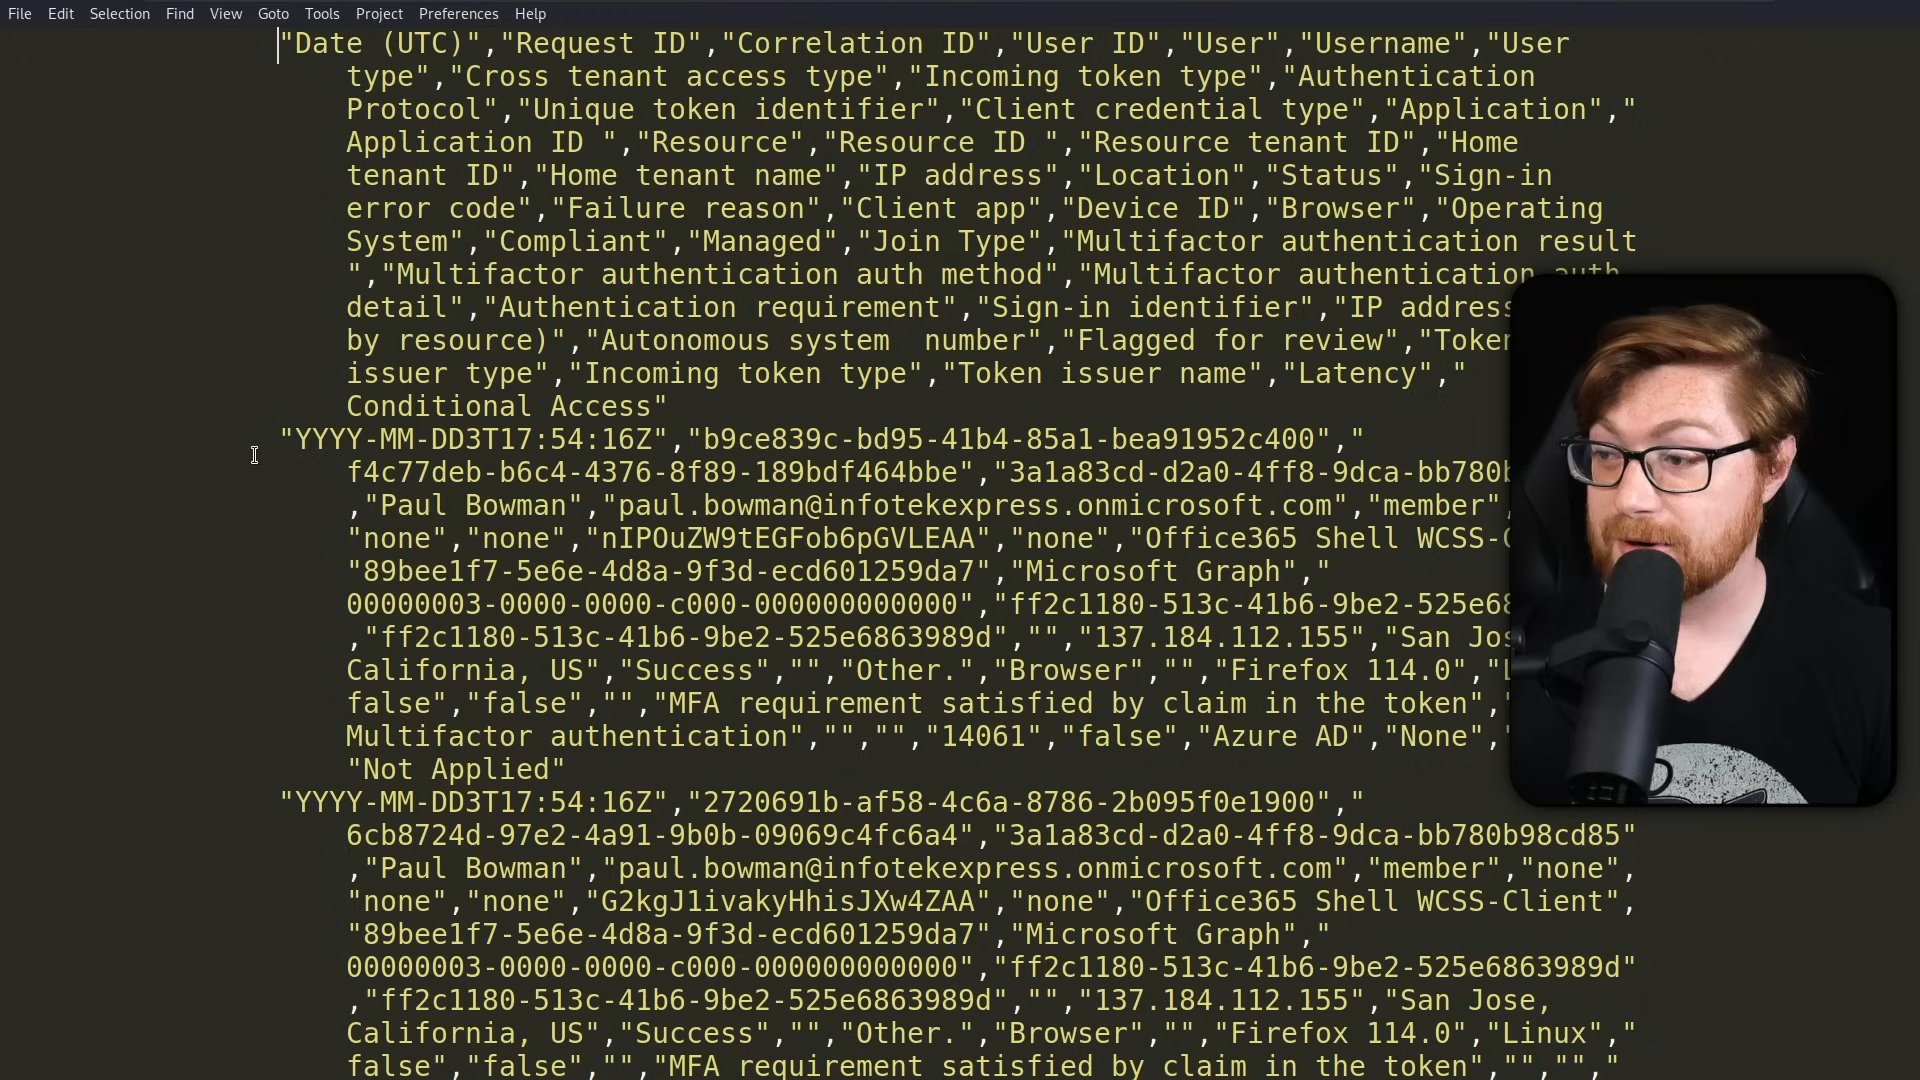 File Edit Selection Find View Goto Tools Project Preferences Help
"Date (UTC)","Request ID","Correlation ID","User ID","User","Username","User
type","Cross tenant access type","Incoming token type","Authentication
Protocol","Unique token identifier","Client credential type","Application","
Application ID ","Resource","Resource ID ","Resource tenant ID","Home
tenant ID","Home tenant name","IP address","Location","Status","Sign-in
error code","Failure reason","Client app","Device ID","Browser","Operating
System","Compliant","Managed","Join Type","Multifactor authentication result
","Multifactor authentication auth method","Multifactor authentication auth
detail","Authentication requirement","Sign-in identifier","IP address
by resource)","Autonomous system  number","Flagged for review","Token
issuer type","Incoming token type","Token issuer name","Latency","
Conditional Access"
"YYYY-MM-DD3T17:54:16Z","b9ce839c-bd95-41b4-85a1-bea91952c400","
f4c77deb-b6c4-4376-8f89-189bdf464bbe","3a1a83cd-d2a0-4ff8-9dca-bb780
,"Paul Bowman","paul.bowman@infotekexpress.onmicrosoft.com","member"
"none","none","nIPOuZW9tEGFob6pGVLEAA","none","Office365 Shell WCSS-
"89bee1f7-5e6e-4d8a-9f3d-ecd601259da7","Microsoft Graph","
00000003-0000-0000-c000-000000000000","ff2c1180-513c-41b6-9be2-525e6
,"ff2c1180-513c-41b6-9be2-525e6863989d","","137.184.112.155","San Jos
California, US","Success","","Other.","Browser","","Firefox 114.0","
false","false","","MFA requirement satisfied by claim in the token",
Multifactor authentication","","","14061","false","Azure AD","None",
"Not Applied"
"YYYY-MM-DD3T17:54:16Z","2720691b-af58-4c6a-8786-2b095f0e1900","
6cb8724d-97e2-4a91-9b0b-09069c4fc6a4","3a1a83cd-d2a0-4ff8-9dca-bb780b98cd85"
,"Paul Bowman","paul.bowman@infotekexpress.onmicrosoft.com","member","none",
"none","none","G2kgJ1ivakyHhisJXw4ZAA","none","Office365 Shell WCSS-Client",
"89bee1f7-5e6e-4d8a-9f3d-ecd601259da7","Microsoft Graph","
00000003-0000-0000-c000-000000000000","ff2c1180-513c-41b6-9be2-525e6863989d"
,"ff2c1180-513c-41b6-9be2-525e6863989d","","137.184.112.155","San Jose,
California, US","Success","","Other.","Browser","","Firefox 114.0","Linux","
false","false","","MFA requirement satisfied by claim in the token","","","